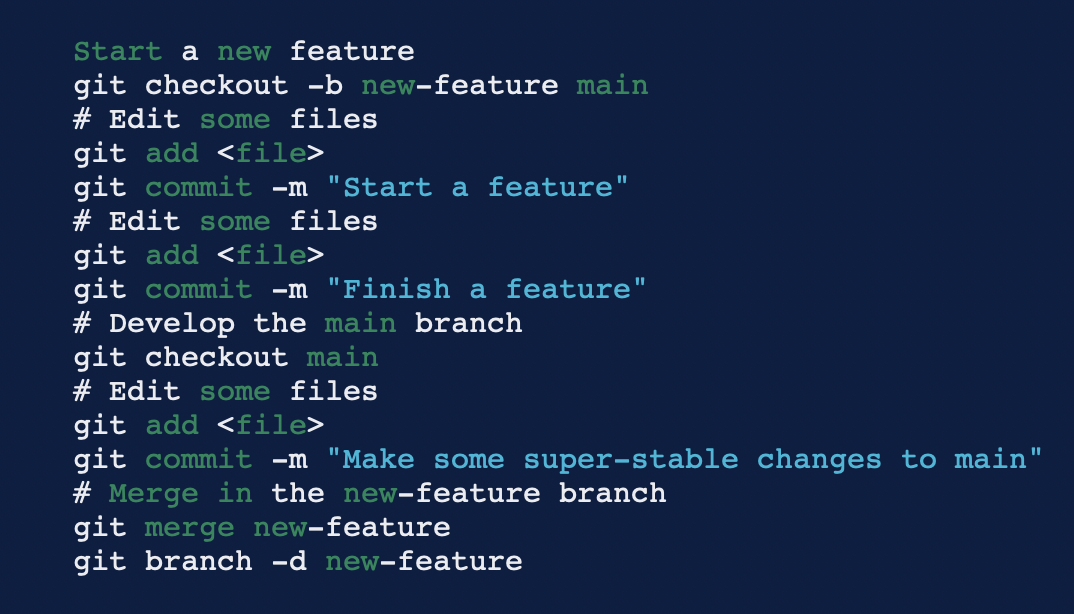 Start a new feature
git checkout -b new-feature main
# Edit some files
git add <file>
git commit -m "Start a feature"
# Edit some files
git add <file>
git commit -m "Finish a feature"
# Develop the main branch
git checkout main
# Edit some files
git add <file>
git commit -m "Make some super-stable changes to main"
# Merge in the new-feature branch
git merge new-feature
git branch -d new-feature